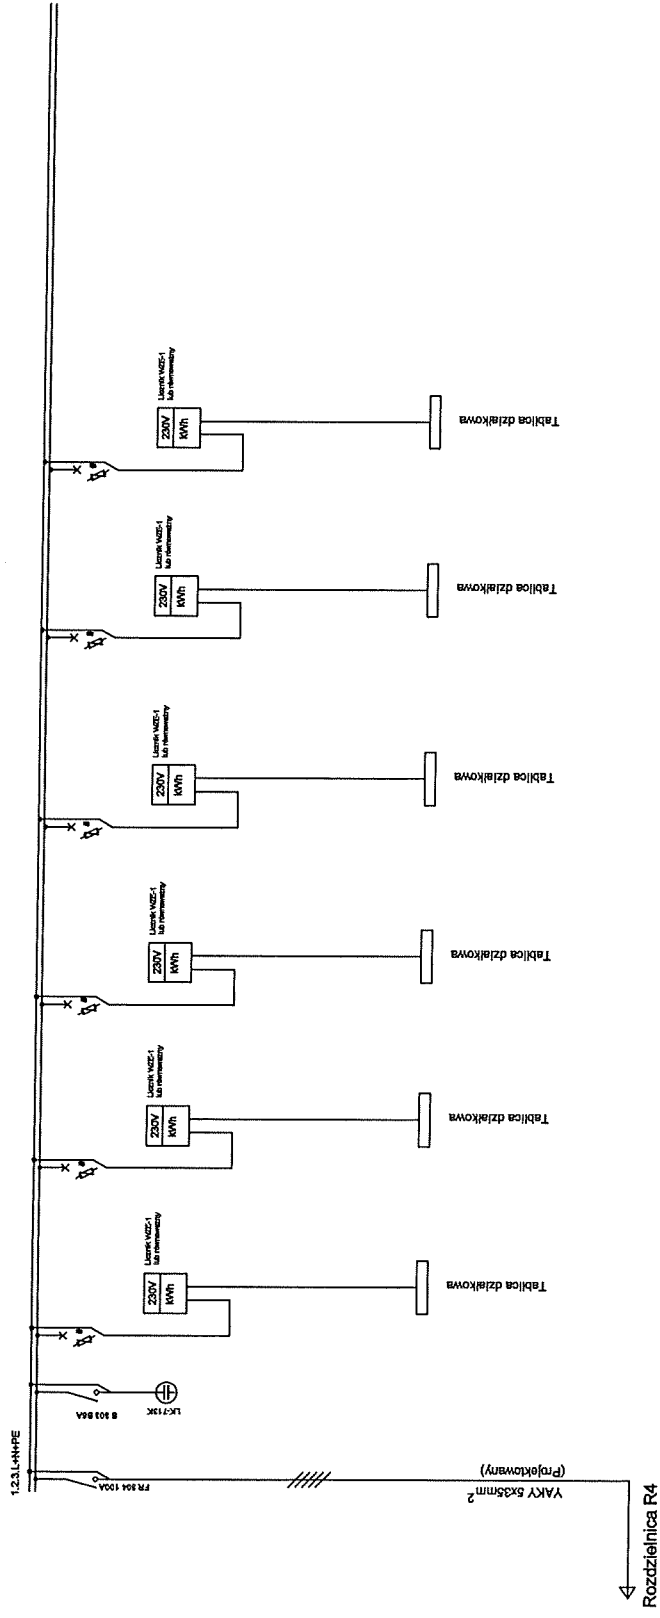 1.2.3.L+N+PE
FR 304 100A
YAKY 5x35mm²
(Projektowany)
Rozdzielnica R4
B 303 B6A
LK-713K
Licznik WZE-1
lub równoważny
230V
kWh
Tablica działkowa
Licznik WZE-1
lub równoważny
230V
kWh
Tablica działkowa
Licznik WZE-1
lub równoważny
230V
kWh
Tablica działkowa
Licznik WZE-1
lub równoważny
230V
kWh
Tablica działkowa
Licznik WZE-1
lub równoważny
230V
kWh
Tablica działkowa
Licznik WZE-1
lub równoważny
230V
kWh
Tablica działkowa